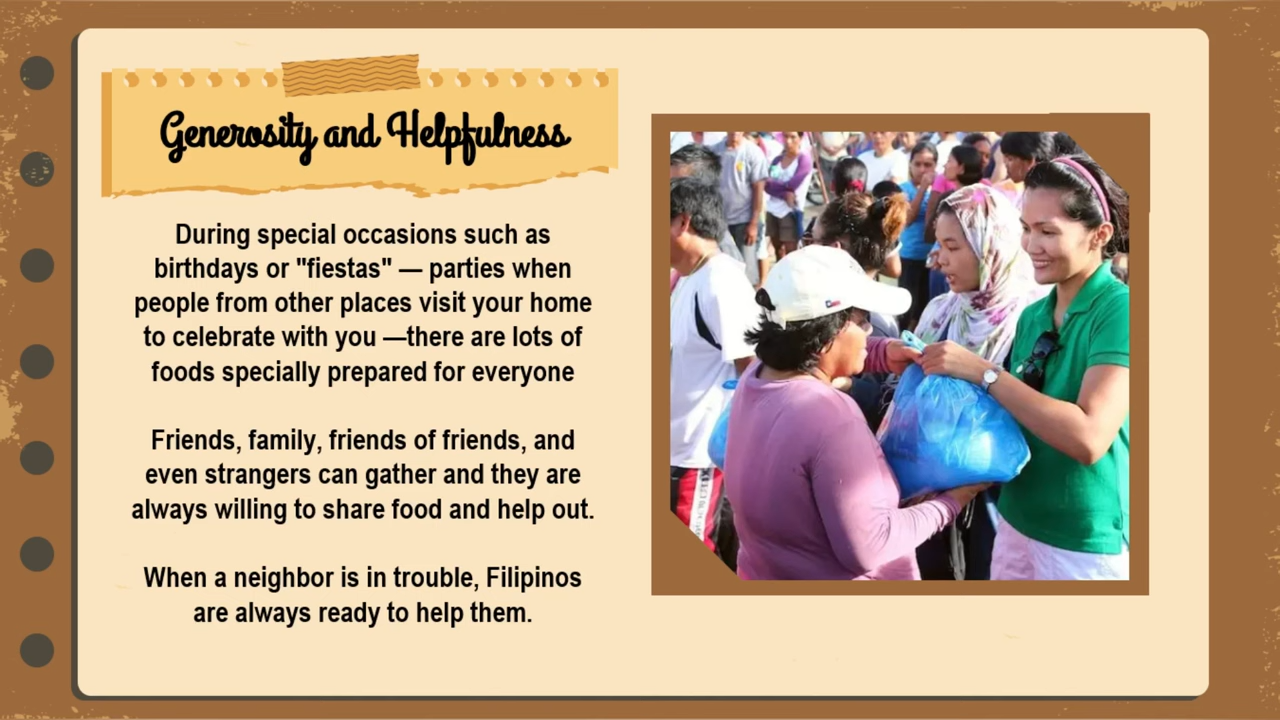 Generosity and Helpfulness
During special occasions such as
birthdays or "fiestas" — parties when
people from other places visit your home
to celebrate with you —there are lots of
foods specially prepared for everyone
Friends, family, friends of friends, and
even strangers can gather and they are
always willing to share food and help out.
When a neighbor is in trouble, Filipinos
are always ready to help them.